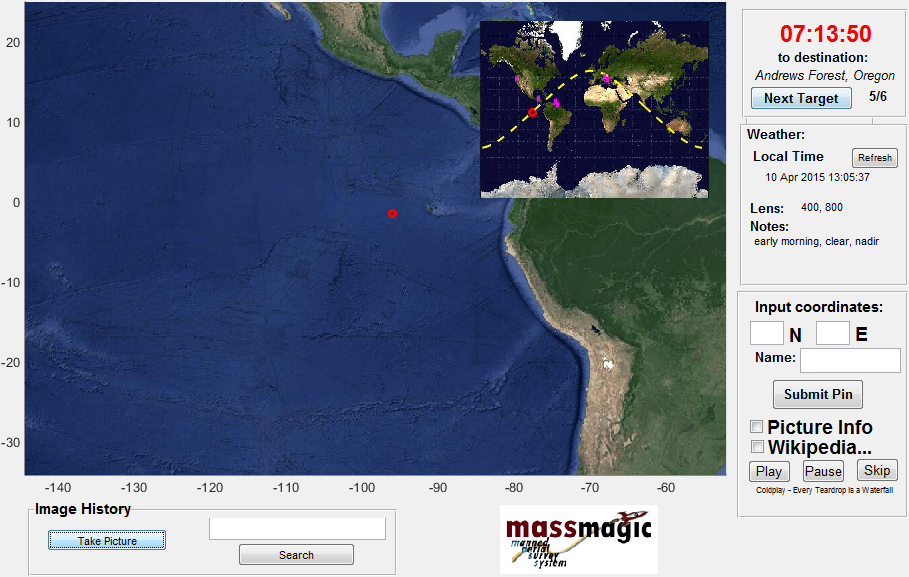 20
10
0
-10
-20
-30
-140
-130
-120
-110
-100
-90
-80
-70
-60
07:13:50
to destination:
Andrews Forest, Oregon
Next Target
5/6
Weather:
Local Time
Refresh
10 Apr 2015 13:05:37
Lens: 400, 800
Notes:
early morning, clear, nadir
Input coordinates:
N E
Name:
Submit Pin
Picture Info
Wikipedia...
Play Pause Skip
Coldplay - Every Teardrop Is a Waterfall
Image History
Take Picture
Search
massmagic
manned
aerial
survey
system